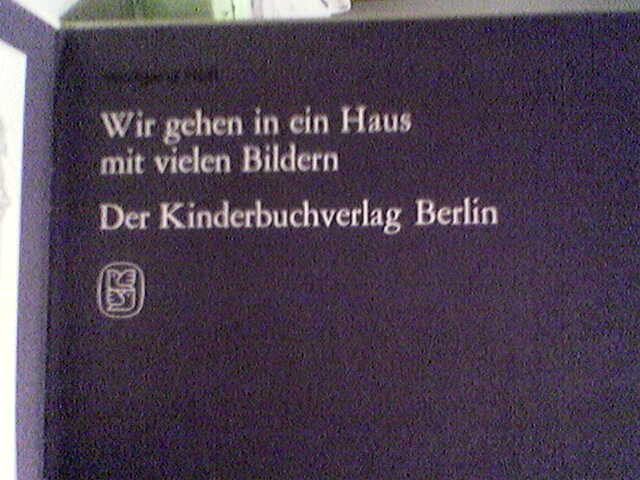 Wir gehen in ein Haus
mit vielen Bildern
Der Kinderbuchverlag Berlin